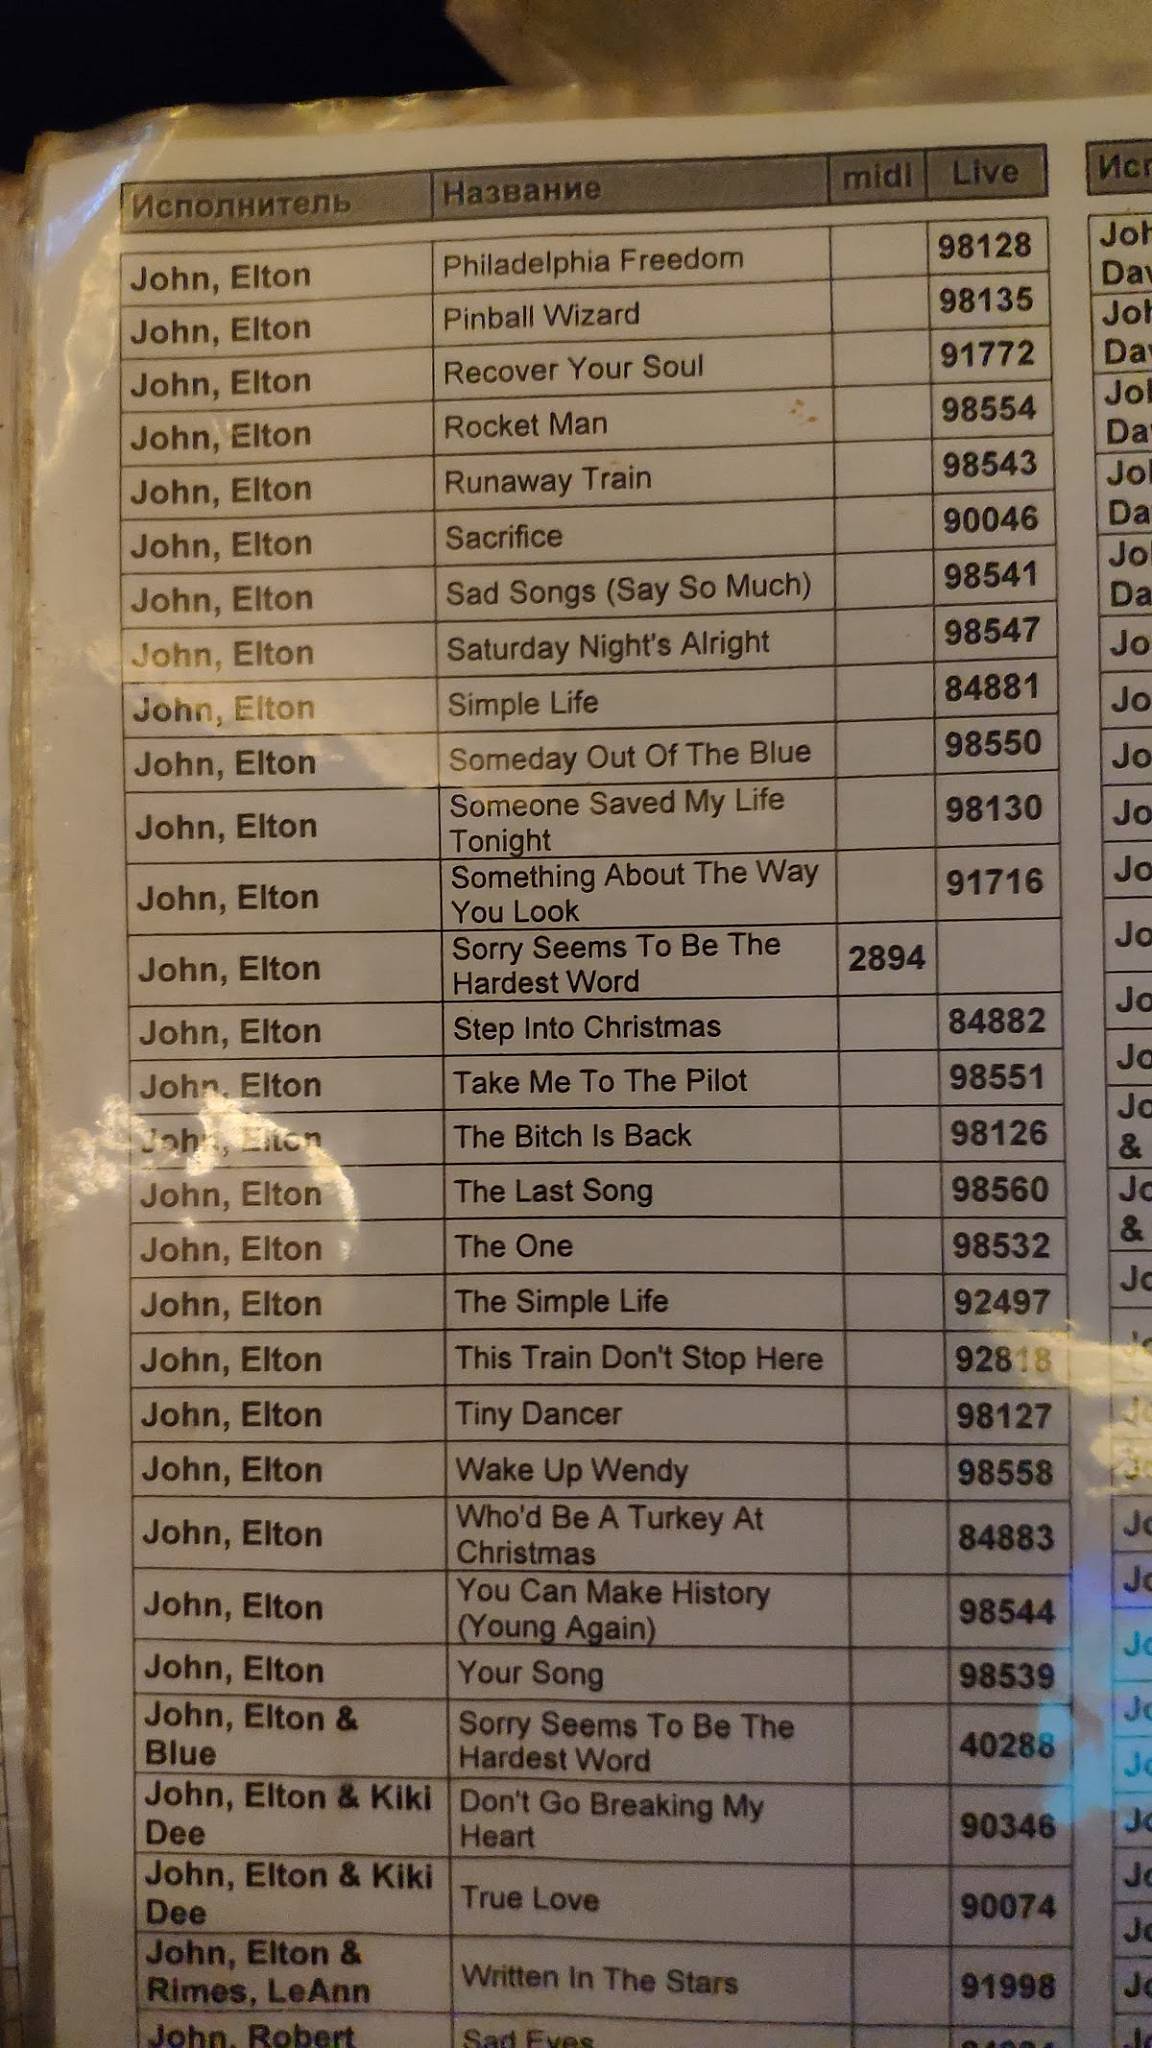 Исполнитель Название midi Live
John, Elton Philadelphia Freedom 98128
John, Elton Pinball Wizard 98135
John, Elton Recover Your Soul 91772
John, Elton Rocket Man 98554
John, Elton Runaway Train 98543
John, Elton Sacrifice 90046
John, Elton Sad Songs (Say So Much) 98541
John, Elton Saturday Night's Alright 98547
John, Elton Simple Life 84881
John, Elton Someday Out Of The Blue 98550
John, Elton Someone Saved My Life 98130
Tonight
John, Elton Something About The Way 91716
You Look
John, Elton Sorry Seems To Be The 2894
Hardest Word
John, Elton Step Into Christmas 84882
John, Elton Take Me To The Pilot 98551
John, Elton The Bitch Is Back 98126
John, Elton The Last Song 98560
John, Elton The One 98532
John, Elton The Simple Life 92497
John, Elton This Train Don't Stop Here 92818
John, Elton Tiny Dancer 98127
John, Elton Wake Up Wendy 98558
John, Elton Who'd Be A Turkey At 84883
Christmas
John, Elton You Can Make History 98544
(Young Again)
John, Elton Your Song 98539
John, Elton & Sorry Seems To Be The 40288
Blue Hardest Word
John, Elton & Kiki Don't Go Breaking My 90346
Dee Heart
John, Elton & Kiki True Love 90074
Dee
John, Elton & Written In The Stars 91998
Rimes, LeAnn
John, Robert Sad Eyes